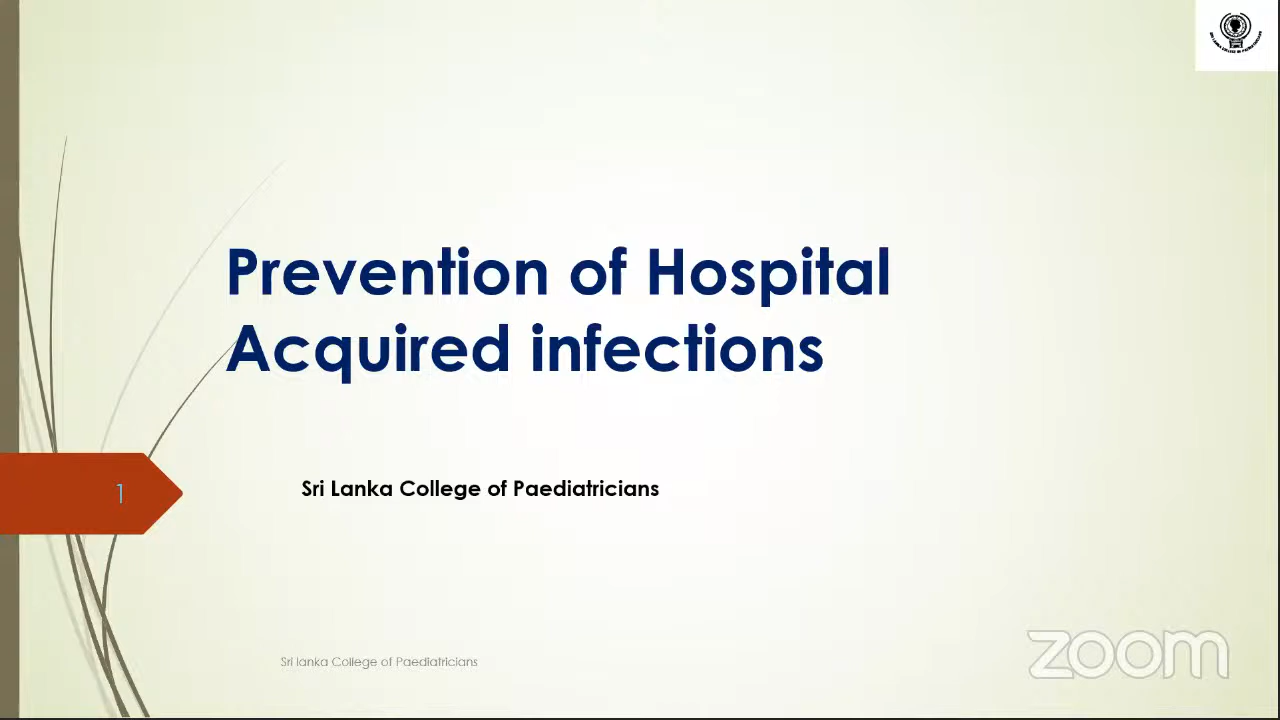 Prevention of Hospital
Acquired infections
Sri Lanka College of Paediatricians
1
Sri lanka College of Paediatricians
zoom